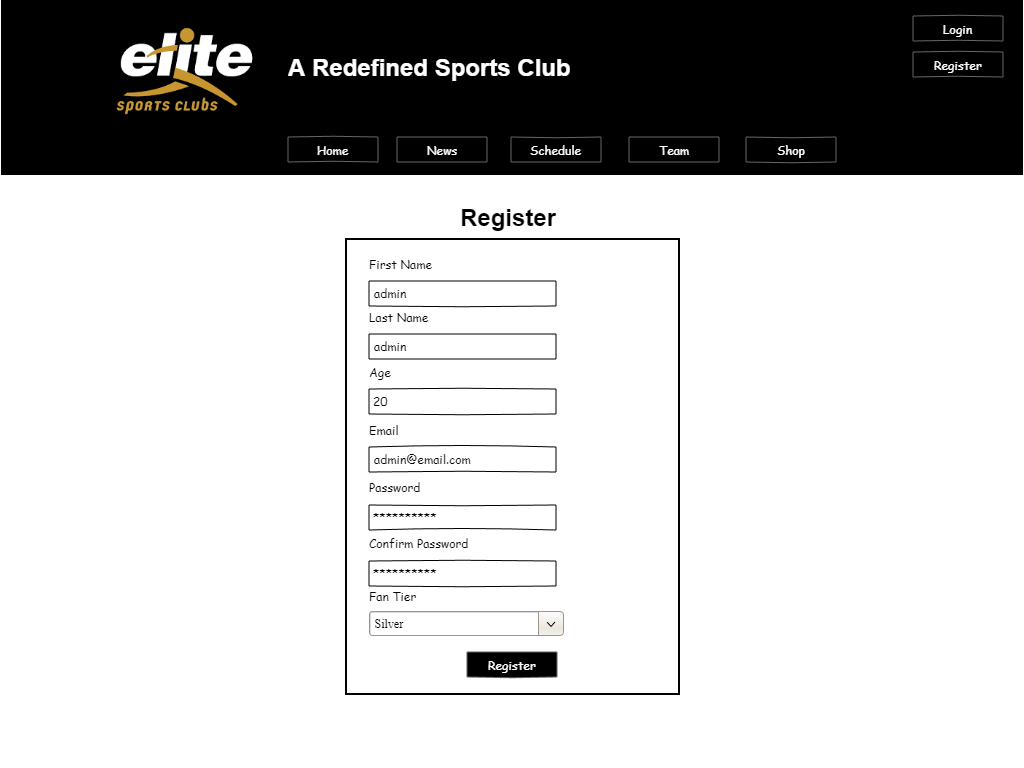 Login
elite
A Redefined Sports Club
Register
SPORTS CLUBS
Home News Schedule Team Shop
Register
First Name
admin
Last Name
admin
Age
20
Email
admin@email.com
Password
**********
Confirm Password
**********
Fan Tier
Silver
Register